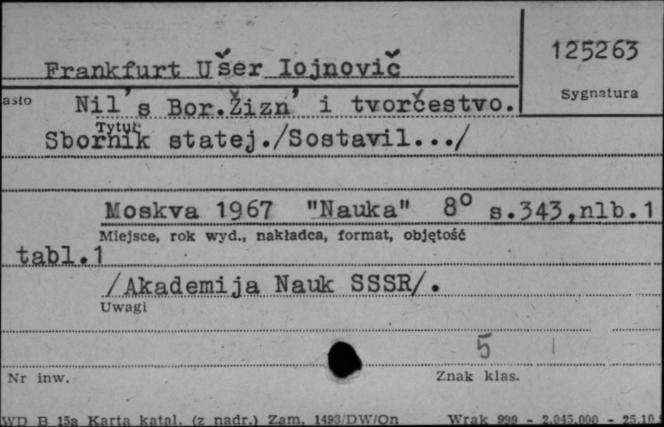 Frankfurt Ušer Iojnovič
125263
Sygnatura
asło
Nil's Bor.Žizn' i tvorčestvo.
Tytuł
Sbornik statej./Sostavil.../
Moskva 1967 "Nauka" 8° s.343,nlb.1
Miejsce, rok wyd., nakładca, format, objętość
tabl.1
/Akademija Nauk SSSR/.
Uwagi
5
Nr inw.
Znak klas.
WD B 15a Karta katal. (z nadr.) Zam. 1493/DW/On Wrak 999 - 2.045.000 - 25.10